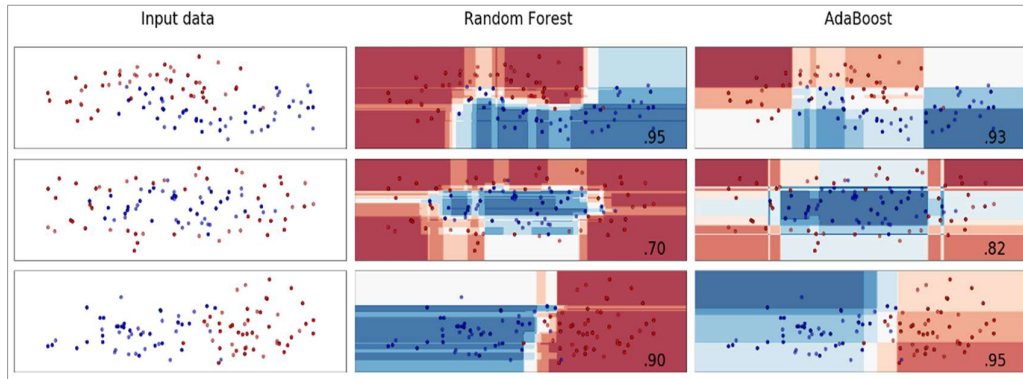 Input data
Random Forest
AdaBoost
.95
.93
.70
.82
.90
.95